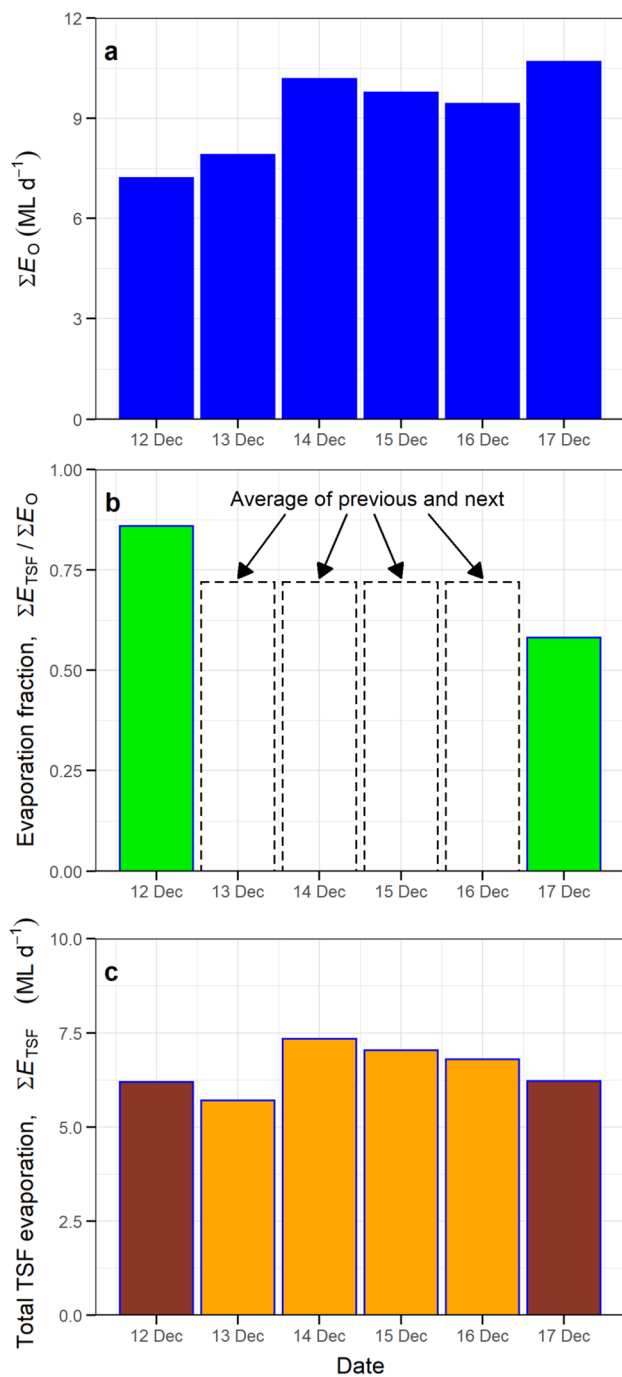 a
ΣE_O (ML d⁻¹)
12
9
6
3
0
12 Dec 13 Dec 14 Dec 15 Dec 16 Dec 17 Dec
b
Average of previous and next
Evaporation fraction, ΣE_TSF / ΣE_O
1.00
0.75
0.50
0.25
0.00
12 Dec 13 Dec 14 Dec 15 Dec 16 Dec 17 Dec
c
Total TSF evaporation, ΣE_TSF (ML d⁻¹)
10.0
7.5
5.0
2.5
0.0
12 Dec 13 Dec 14 Dec 15 Dec 16 Dec 17 Dec
Date